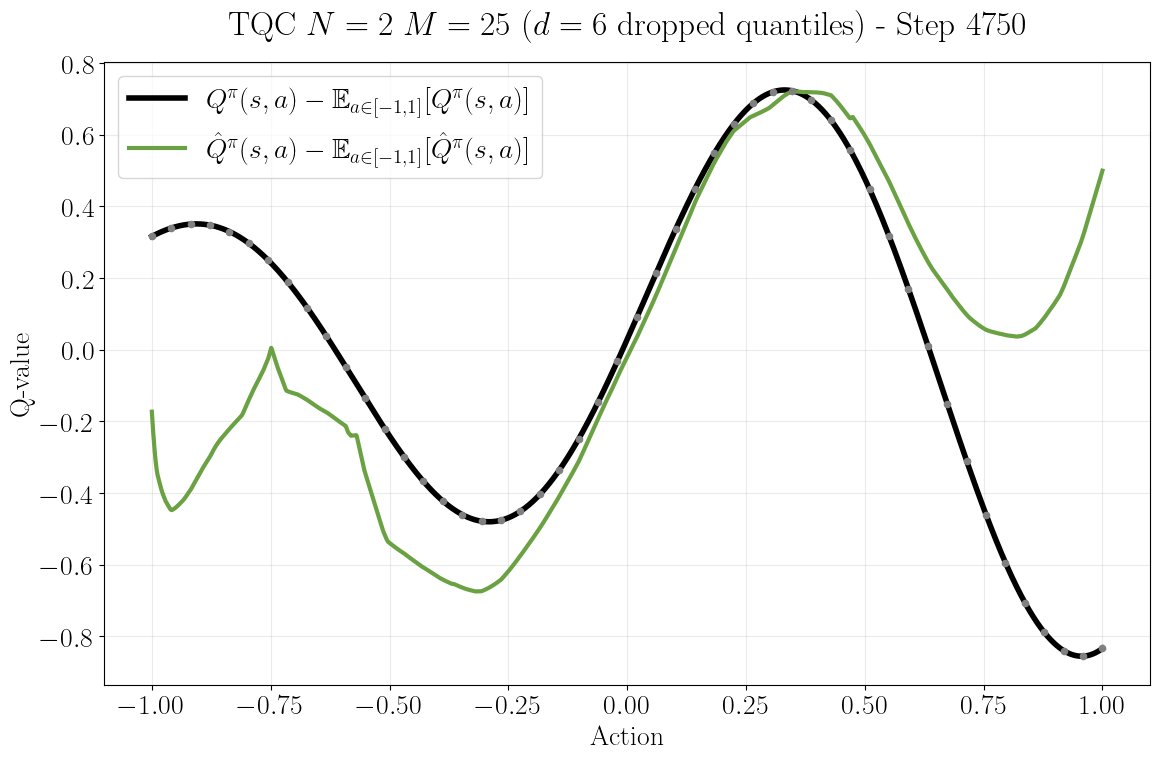 TQC N = 2 M = 25 (d = 6 dropped quantiles) - Step 4750
Q^π(s, a) − 𝔼_{a∈[−1,1]}[Q^π(s, a)]
Q̂^π(s, a) − 𝔼_{a∈[−1,1]}[Q̂^π(s, a)]
Q-value
0.8
0.6
0.4
0.2
0.0
−0.2
−0.4
−0.6
−0.8
−1.00 −0.75 −0.50 −0.25 0.00 0.25 0.50 0.75 1.00
Action